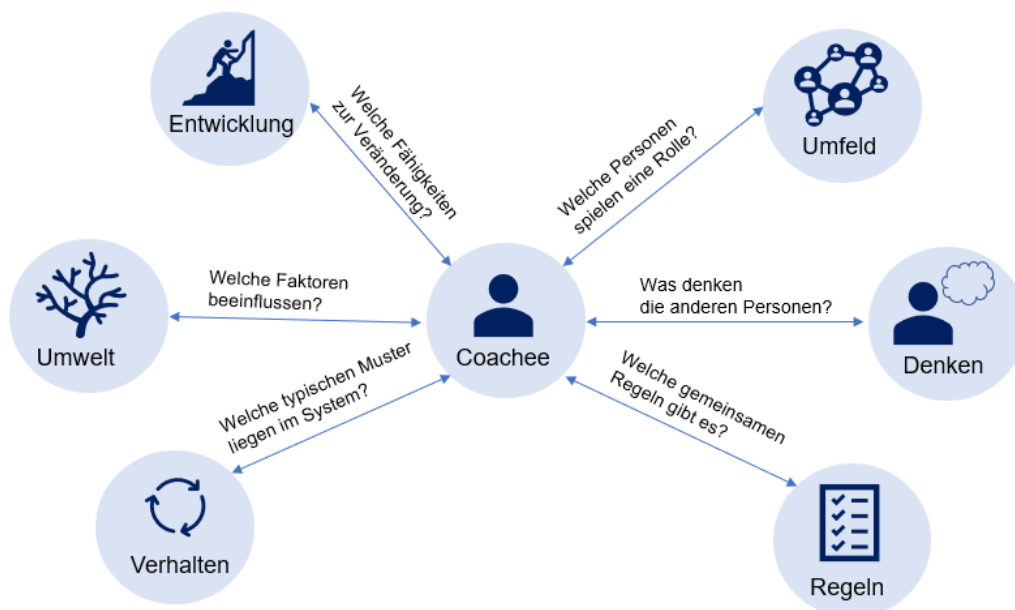 Entwicklung
Welche Fähigkeiten
zur Veränderung?
Welche Personen
spielen eine Rolle?
Umfeld
Umwelt
Welche Faktoren
beeinflussen?
Coachee
Was denken
die anderen Personen?
Denken
Welche typischen Muster
liegen im System?
Verhalten
Welche gemeinsamen
Regeln gibt es?
Regeln